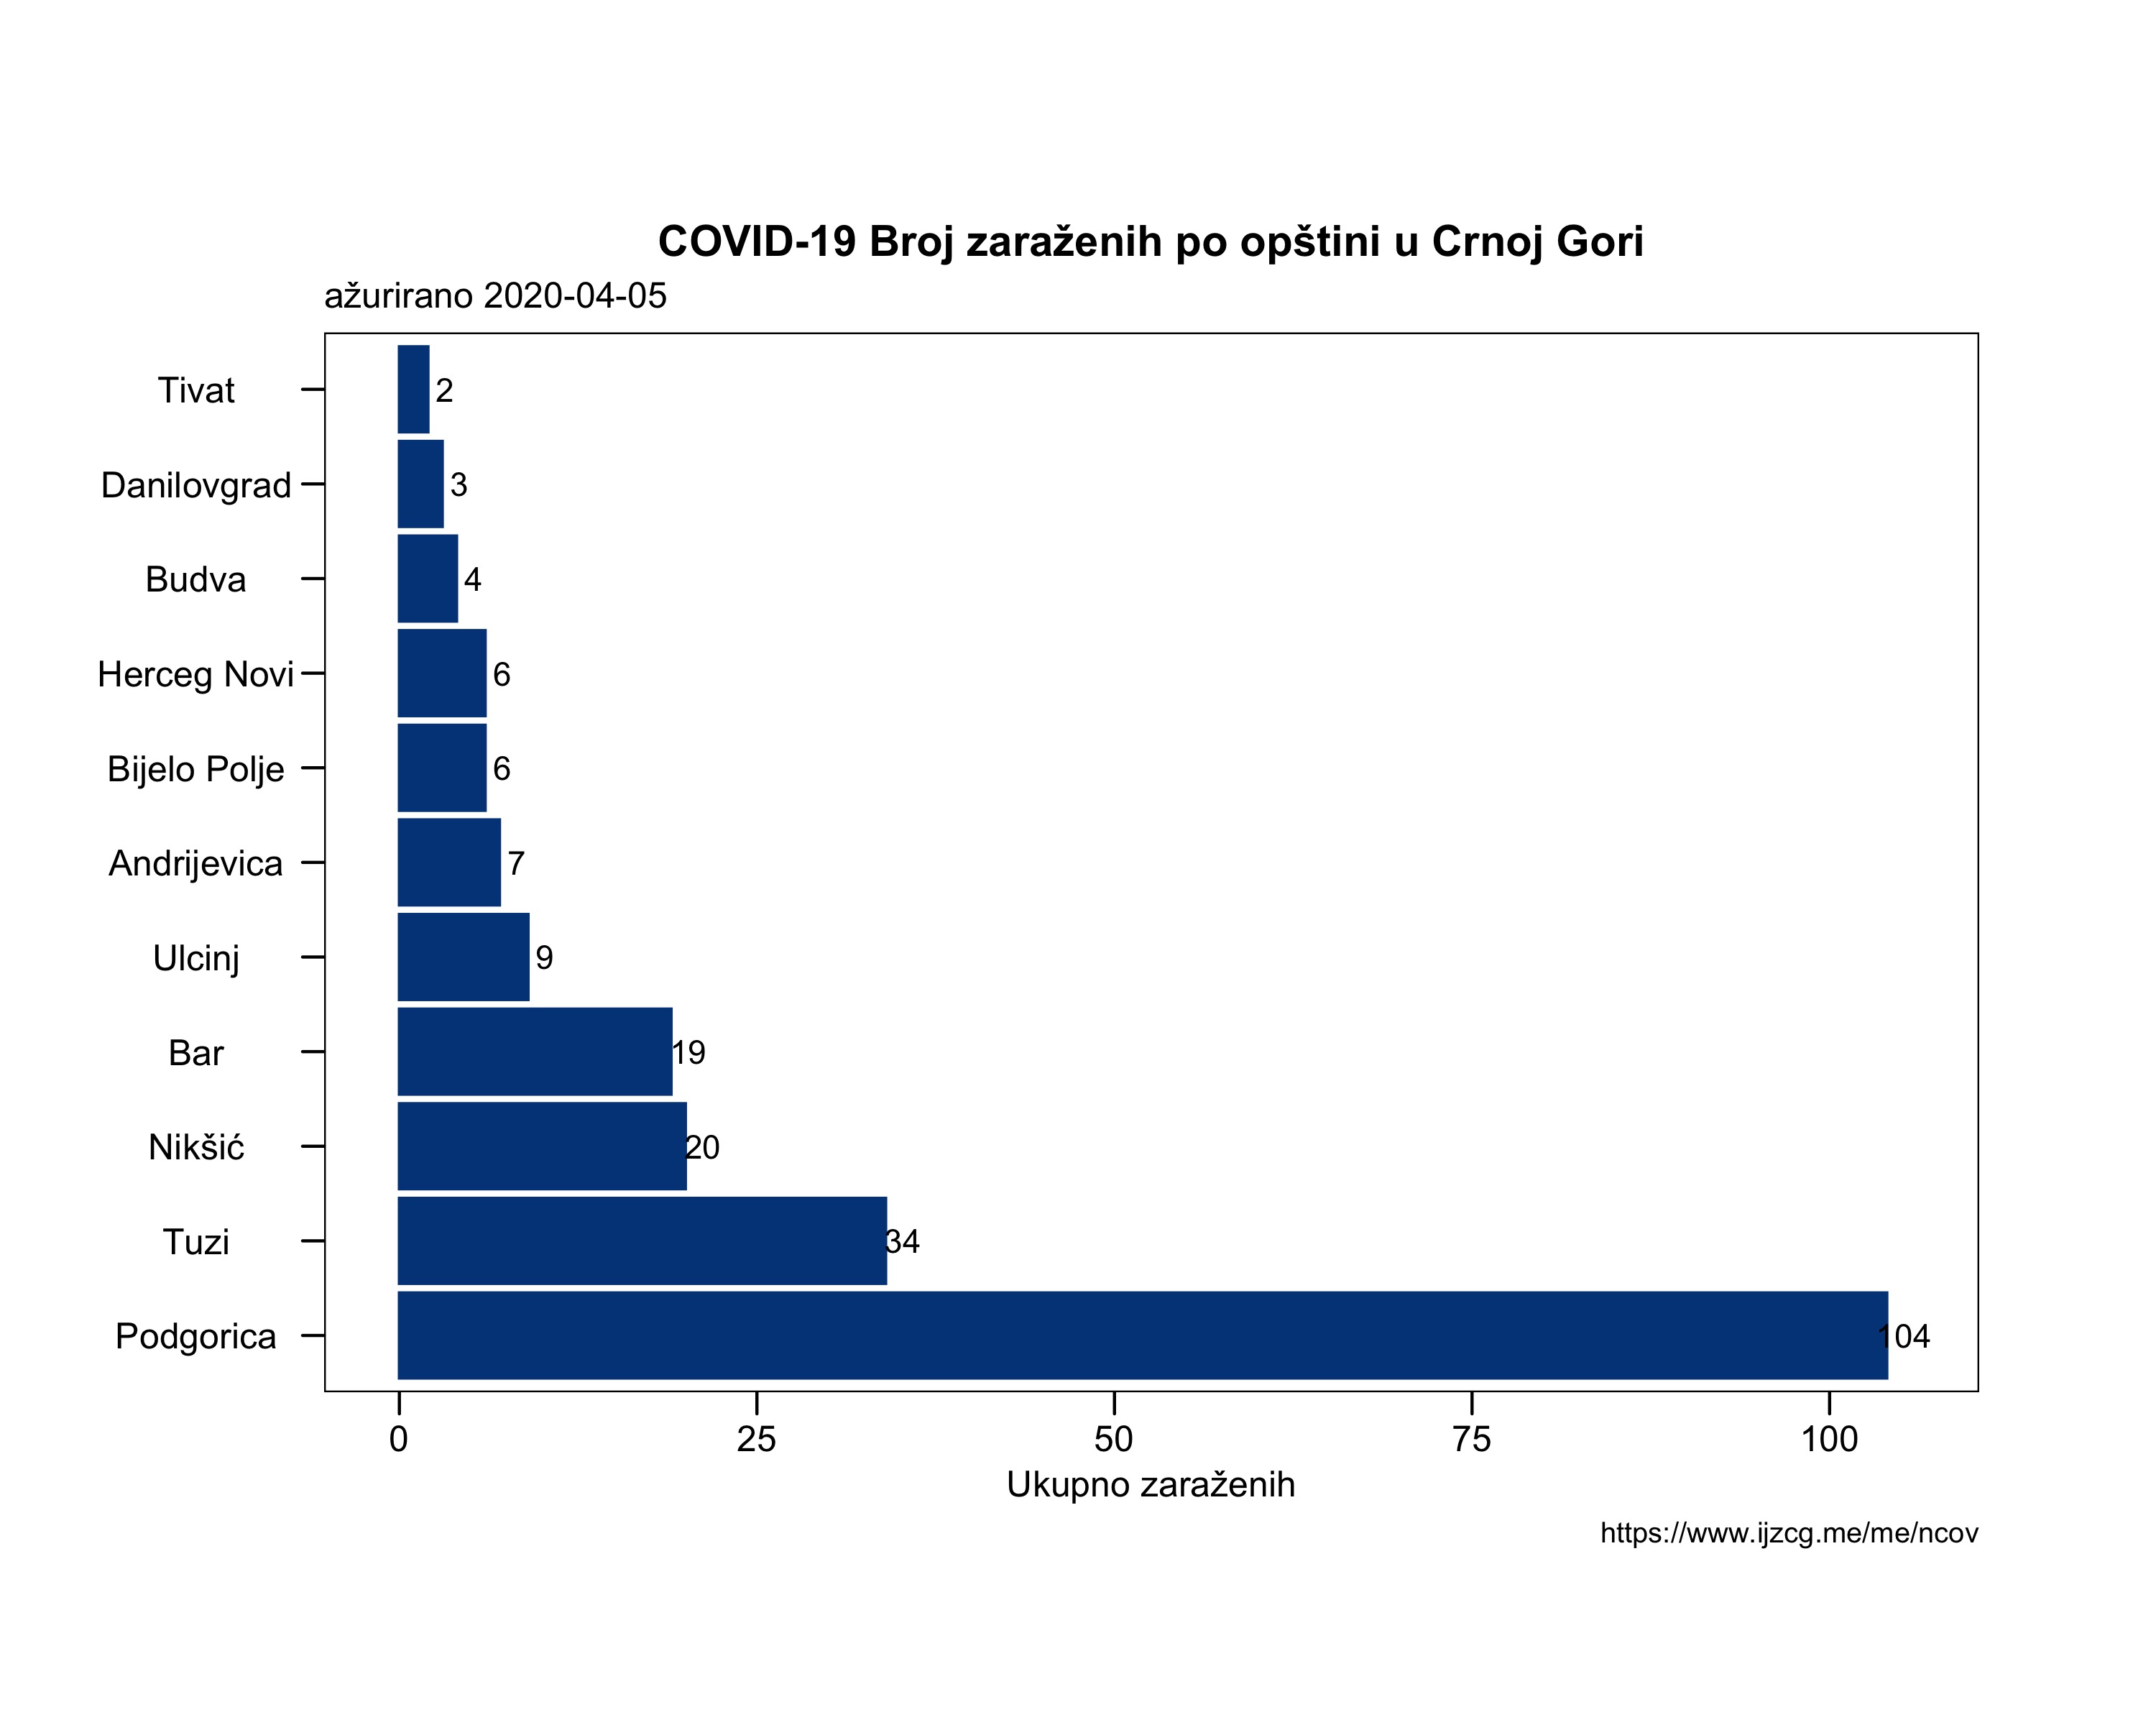 COVID-19 Broj zaraženih po opštini u Crnoj Gori
ažurirano 2020-04-05
Tivat 2
Danilovgrad 3
Budva 4
Herceg Novi 6
Bijelo Polje 6
Andrijevica 7
Ulcinj 9
Bar 19
Nikšić 20
Tuzi 34
Podgorica 104
0 25 50 75 100
Ukupno zaraženih
https://www.ijzcg.me/me/ncov